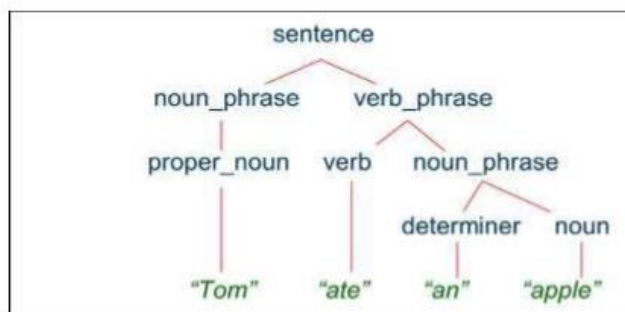 sentence
noun_phrase verb_phrase
proper_noun verb noun_phrase
determiner noun
“Tom” “ate” “an” “apple”